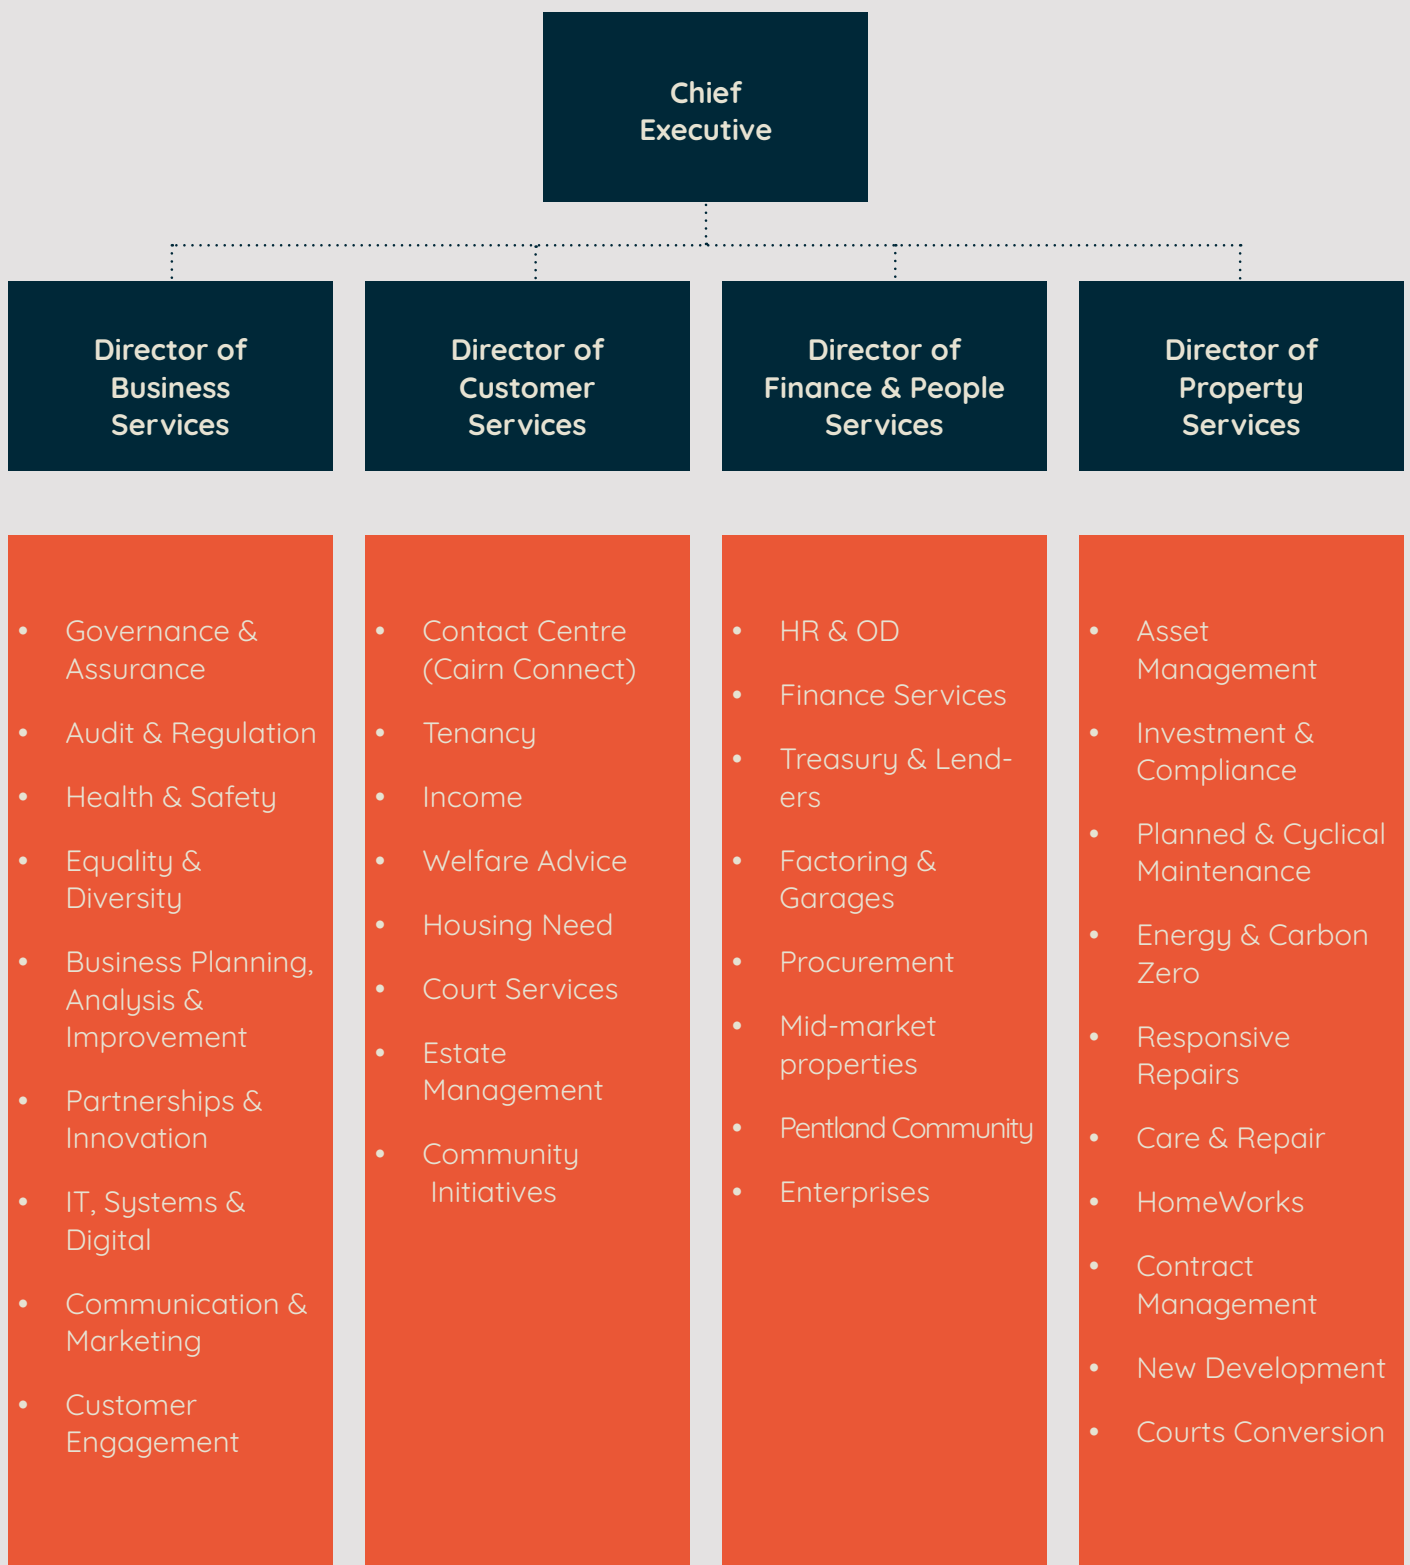 Chief
Executive
Director of
Business
Services
Director of
Customer
Services
Director of
Finance & People
Services
Director of
Property
Services
• Governance &
Assurance
• Audit & Regulation
• Health & Safety
• Equality &
Diversity
• Business Planning,
Analysis &
Improvement
• Partnerships &
Innovation
• IT, Systems &
Digital
• Communication &
Marketing
• Customer
Engagement
• Contact Centre
(Cairn Connect)
• Tenancy
• Income
• Welfare Advice
• Housing Need
• Court Services
• Estate
Management
• Community
Initiatives
• HR & OD
• Finance Services
• Treasury & Lend-
ers
• Factoring &
Garages
• Procurement
• Mid-market
properties
• Pentland Community
• Enterprises
• Asset
Management
• Investment &
Compliance
• Planned & Cyclical
Maintenance
• Energy & Carbon
Zero
• Responsive
Repairs
• Care & Repair
• HomeWorks
• Contract
Management
• New Development
• Courts Conversion